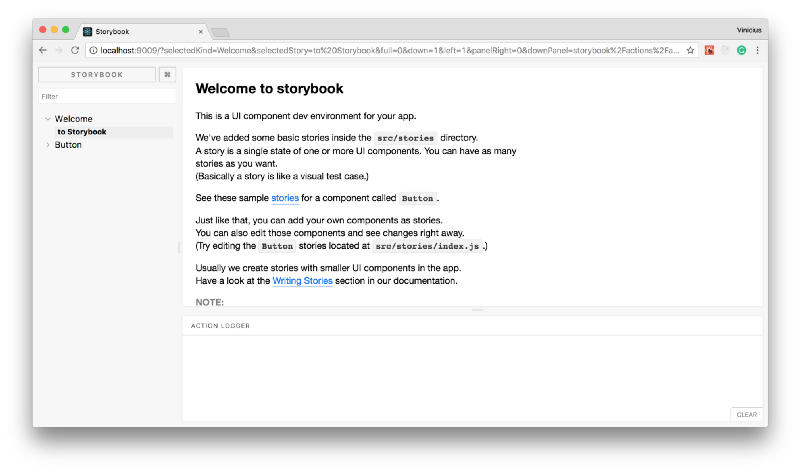 Storybook
Vinicius
localhost:9009/?selectedKind=Welcome&selectedStory=to%20Storybook&full=0&down=1&left=1&panelRight=0&downPanel=storybook%2Factions%2Fa...
STORYBOOK ⌘
Filter
Welcome
to Storybook
Button
Welcome to storybook
This is a UI component dev environment for your app.
We've added some basic stories inside the src/stories directory.
A story is a single state of one or more UI components. You can have as many
stories as you want.
(Basically a story is like a visual test case.)
See these sample stories for a component called Button.
Just like that, you can add your own components as stories.
You can also edit those components and see changes right away.
(Try editing the Button stories located at src/stories/index.js.)
Usually we create stories with smaller UI components in the app.
Have a look at the Writing Stories section in our documentation.
NOTE:
ACTION LOGGER
CLEAR